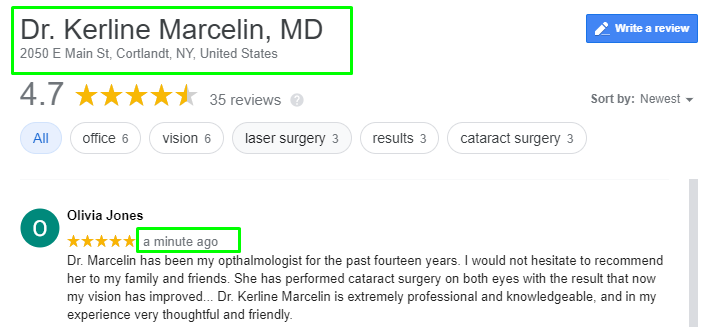 Dr. Kerline Marcelin, MD
Write a review
2050 E Main St, Cortlandt, NY, United States
4.7
35 reviews
?
Sort by: Newest
All
office 6
vision 6
laser surgery 3
results 3
cataract surgery 3
O
Olivia Jones
a minute ago
Dr. Marcelin has been my opthalmologist for the past fourteen years. I would not hesitate to recommend
her to my family and friends. She has performed cataract surgery on both eyes with the result that now
my vision has improved... Dr. Kerline Marcelin is extremely professional and knowledgeable, and in my
experience very thoughtful and friendly.